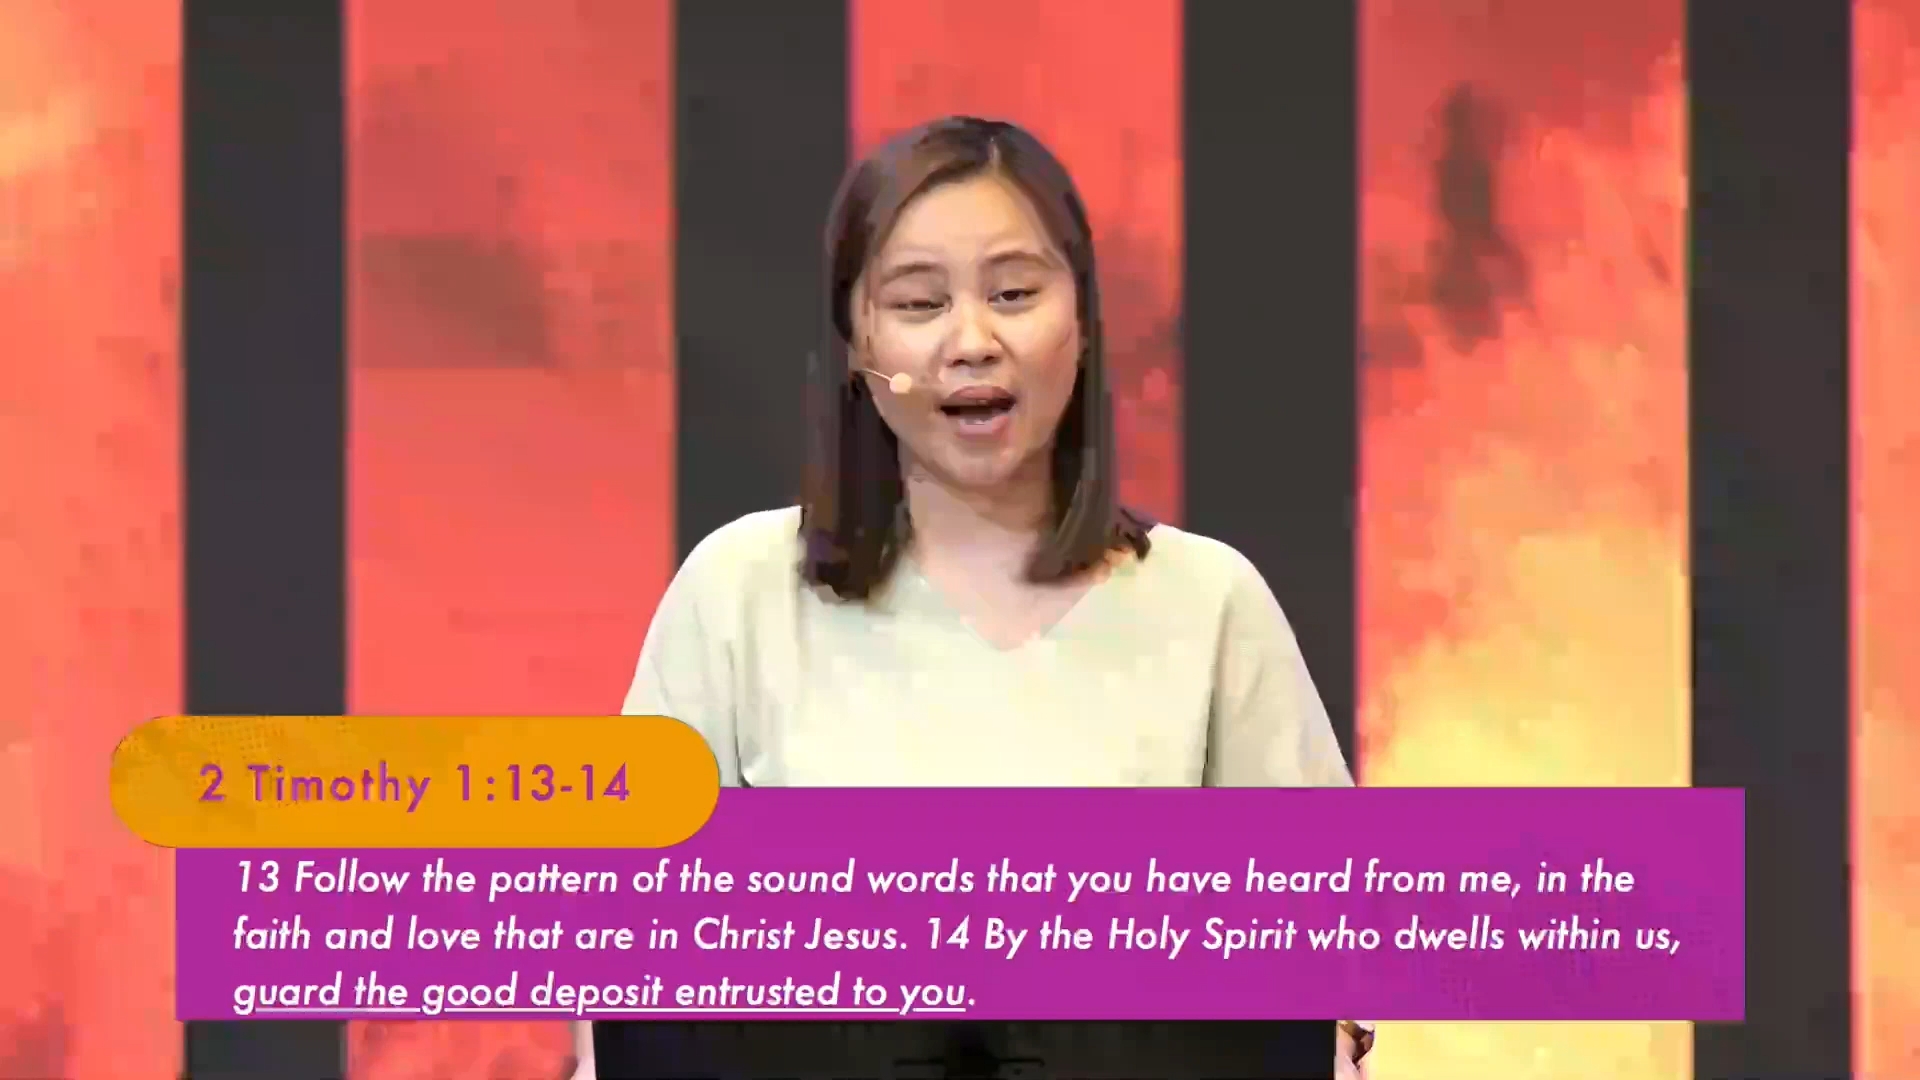 2 Timothy 1:13-14
13 Follow the pattern of the sound words that you have heard from me, in the
faith and love that are in Christ Jesus. 14 By the Holy Spirit who dwells within us,
guard the good deposit entrusted to you.